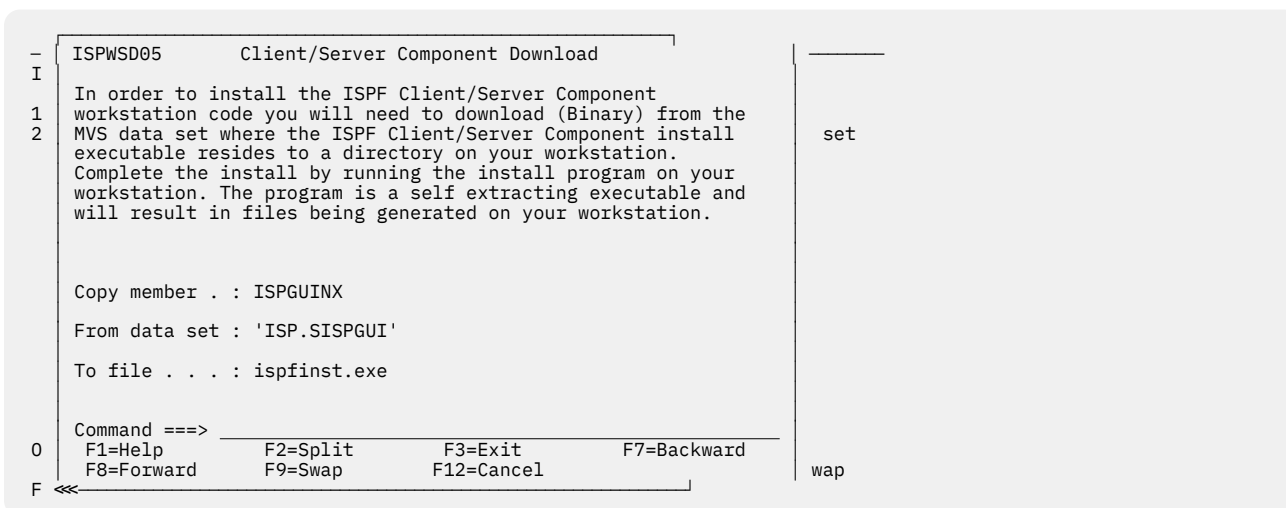 ISPWSD05 Client/Server Component Download
I
In order to install the ISPF Client/Server Component
1 workstation code you will need to download (Binary) from the
2 MVS data set where the ISPF Client/Server Component install set
executable resides to a directory on your workstation.
Complete the install by running the install program on your
workstation. The program is a self extracting executable and
will result in files being generated on your workstation.
Copy member . : ISPGUINX
From data set : 'ISP.SISPGUI'
To file . . . : ispfinst.exe
Command ===>
O F1=Help F2=Split F3=Exit F7=Backward
F8=Forward F9=Swap F12=Cancel wap
F <<<